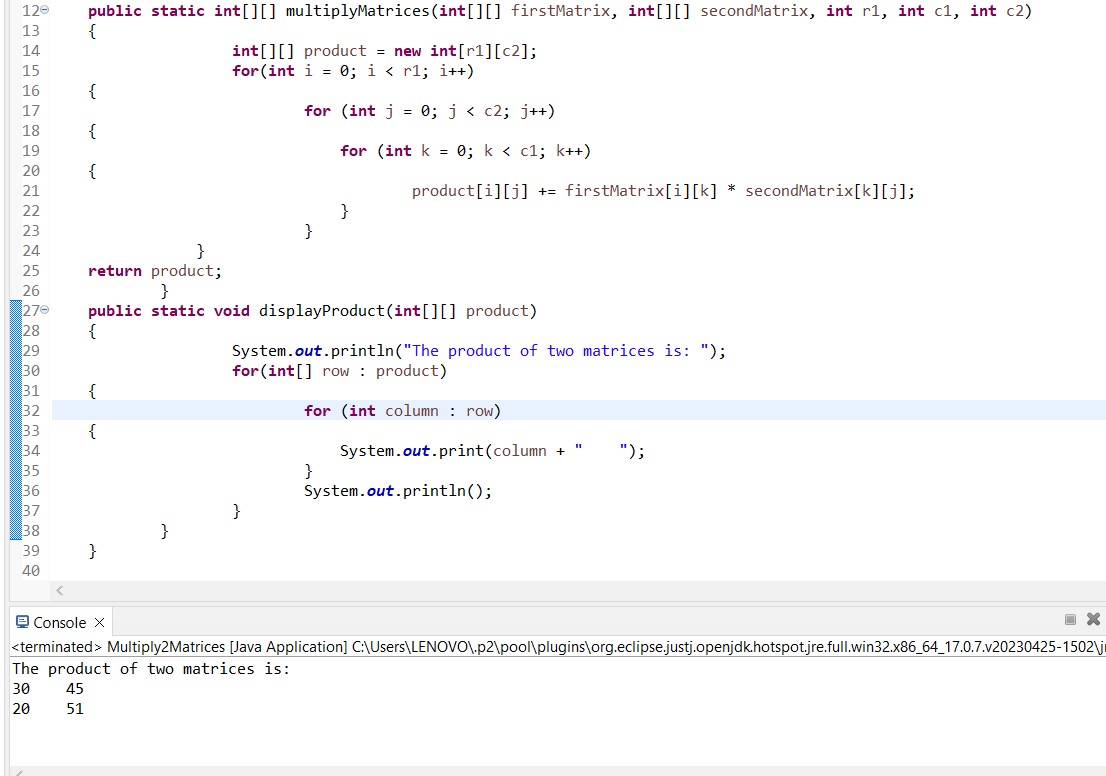 12 public static int[][] multiplyMatrices(int[][] firstMatrix, int[][] secondMatrix, int r1, int c1, int c2)
13 {
14 int[][] product = new int[r1][c2];
15 for(int i = 0; i < r1; i++)
16 {
17 for (int j = 0; j < c2; j++)
18 {
19 for (int k = 0; k < c1; k++)
20 {
21 product[i][j] += firstMatrix[i][k] * secondMatrix[k][j];
22 }
23 }
24 }
25 return product;
26 }
27 public static void displayProduct(int[][] product)
28 {
29 System.out.println("The product of two matrices is: ");
30 for(int[] row : product)
31 {
32 for (int column : row)
33 {
34 System.out.print(column + "    ");
35 }
36 System.out.println();
37 }
38 }
39 }
40
Console
<terminated> Multiply2Matrices [Java Application] C:\Users\LENOVO\.p2\pool\plugins\org.eclipse.justj.openjdk.hotspot.jre.full.win32.x86_64_17.0.7.v20230425-1502\j
The product of two matrices is:
30    45
20    51